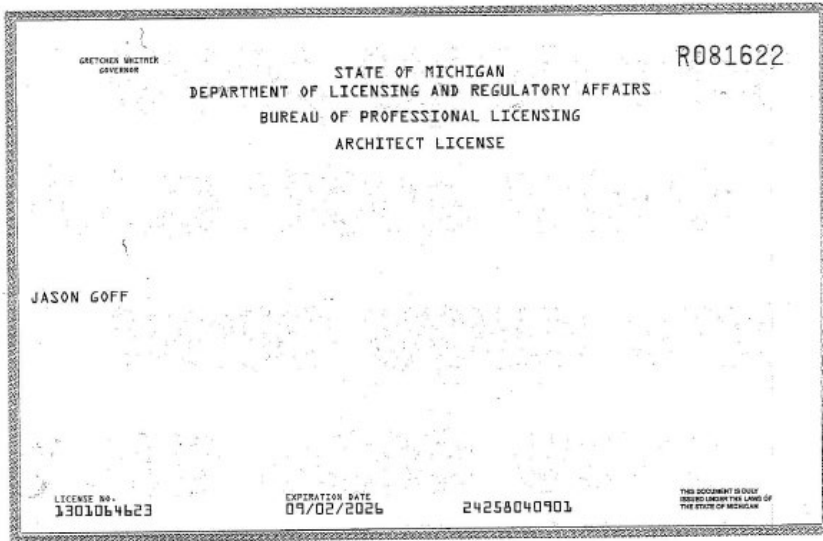 GRETCHEN WHITMER
GOVERNOR
R081622
STATE OF MICHIGAN
DEPARTMENT OF LICENSING AND REGULATORY AFFAIRS
BUREAU OF PROFESSIONAL LICENSING
ARCHITECT LICENSE
JASON GOFF
LICENSE NO.
1301064623
EXPIRATION DATE
09/02/2026
24258040901
THIS DOCUMENT IS DULY
ISSUED UNDER THE LAWS OF
THE STATE OF MICHIGAN